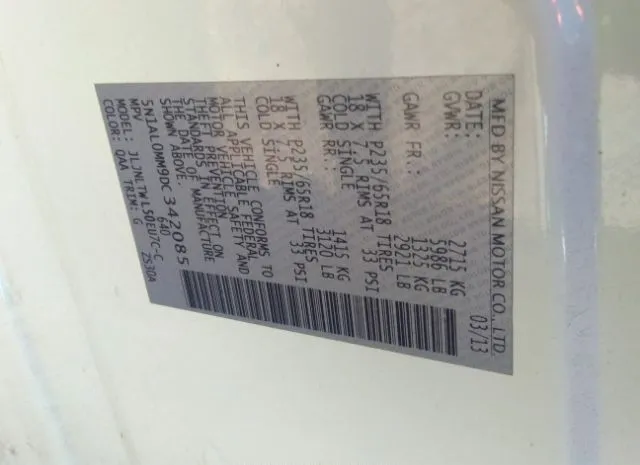 MFD BY NISSAN MOTOR CO., LTD.
DATE: 03/13
GVWR: 2715 KG
5986 LB
GAWR FR.: 1325 KG
2921 LB
WITH P235/65R18 TIRES
18 X 7.5 RIMS AT 33 PSI
COLD SINGLE
GAWR RR.: 1415 KG
3120 LB
WITH P235/65R18 TIRES
18 X 7.5 RIMS AT 33 PSI
COLD SINGLE
THIS VEHICLE CONFORMS TO
ALL APPLICABLE FEDERAL
MOTOR VEHICLE SAFETY AND
THEFT PREVENTION
STANDARDS IN EFFECT ON
THE DATE OF MANUFACTURE
SHOWN ABOVE.
5N1AL0MM9DC342085
MPV 640
MODEL: JLJNLTWL50EUD7C-C
COLOR: QAA TRIM: G ZS30A